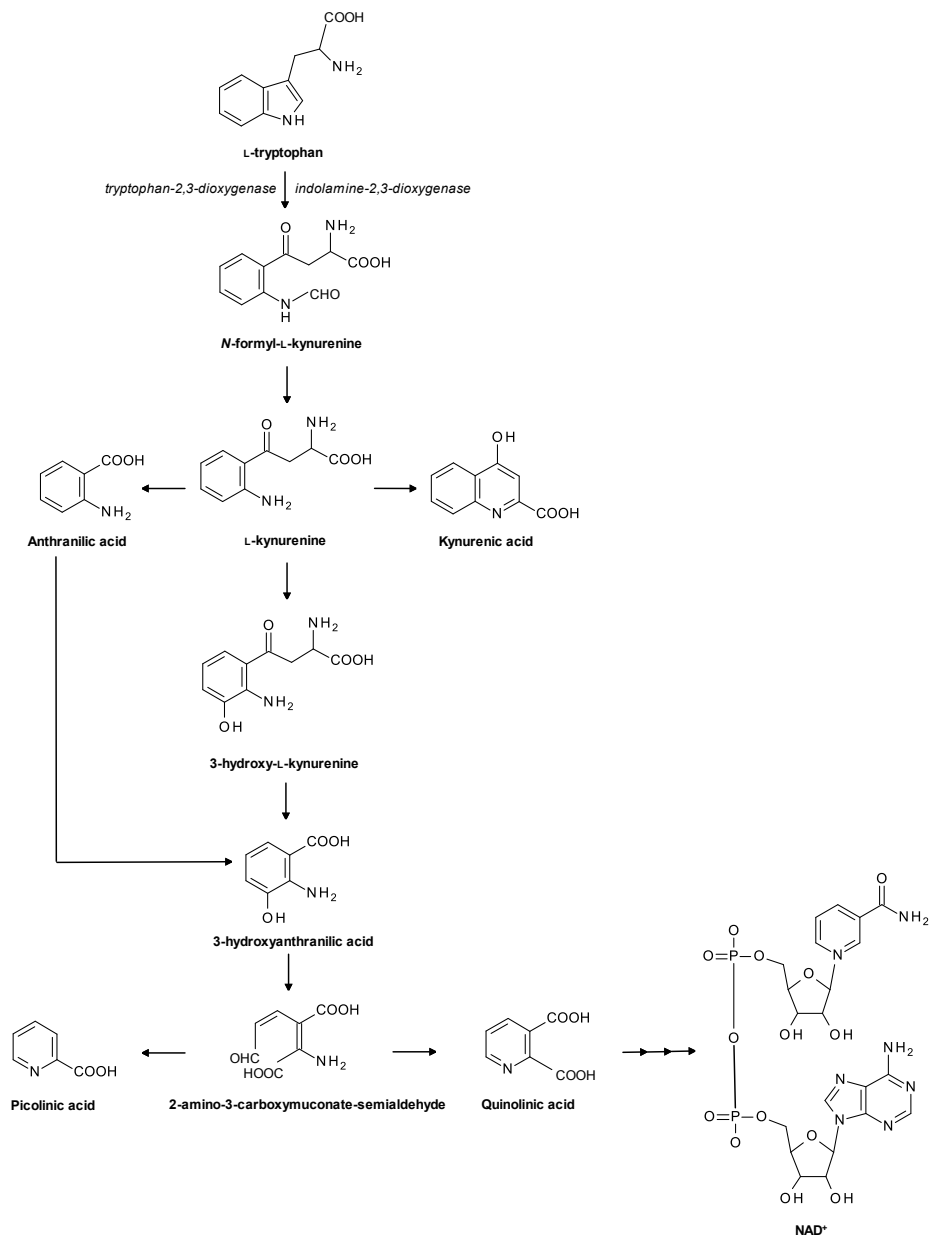 COOH
NH2
NH
L-tryptophan
tryptophan-2,3-dioxygenase indolamine-2,3-dioxygenase
O NH2
COOH
N CHO
H
N-formyl-L-kynurenine
O NH2
COOH
NH2
L-kynurenine
COOH
NH2
Anthranilic acid
OH
N COOH
Kynurenic acid
O NH2
COOH
NH2
OH
3-hydroxy-L-kynurenine
COOH
NH2
OH
3-hydroxyanthranilic acid
N COOH
Picolinic acid
COOH
OHC NH2
HOOC
2-amino-3-carboxymuconate-semialdehyde
COOH
N COOH
Quinolinic acid
O
NH2
N
O
O=P-O O
OH OH
O
NH2
N N
N N
O=P-O O
O
OH OH
NAD+